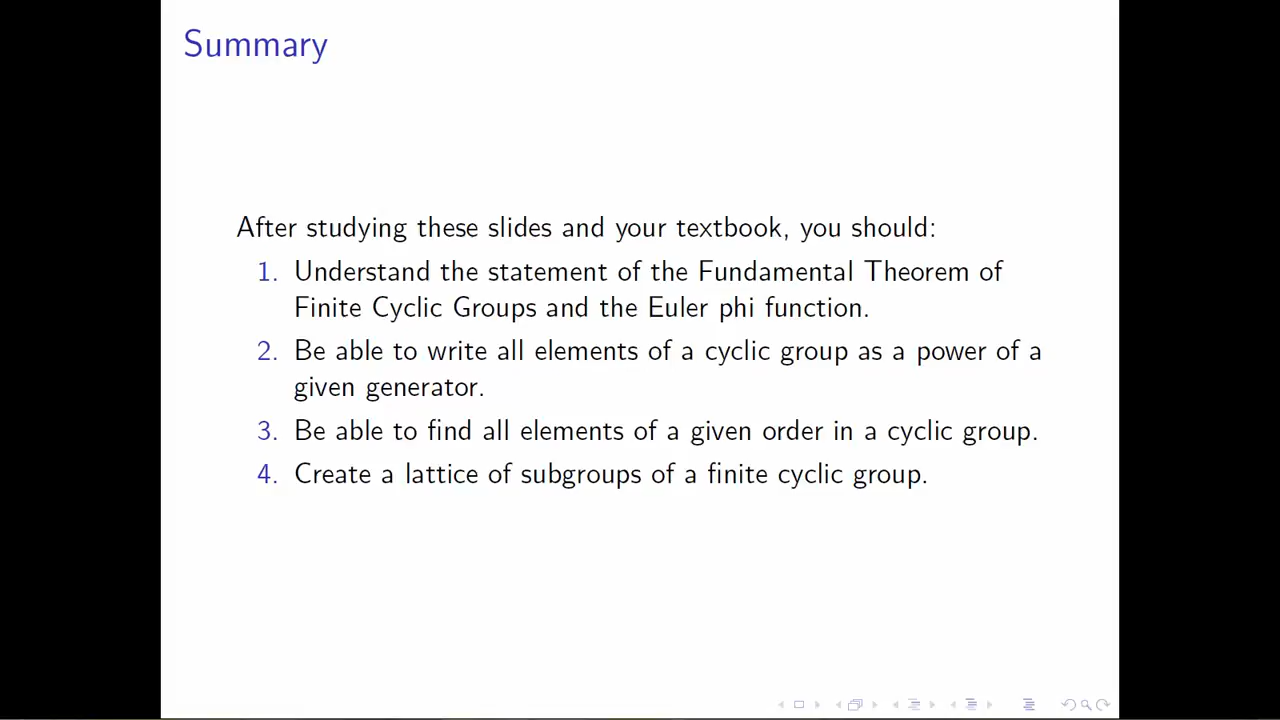 Summary
After studying these slides and your textbook, you should:
1. Understand the statement of the Fundamental Theorem of
Finite Cyclic Groups and the Euler phi function.
2. Be able to write all elements of a cyclic group as a power of a
given generator.
3. Be able to find all elements of a given order in a cyclic group.
4. Create a lattice of subgroups of a finite cyclic group.